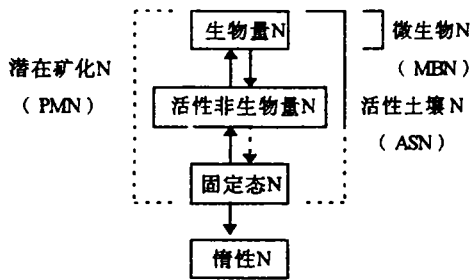 生物量N
微生物N
（MBN）
潜在矿化N
（PMN）
活性非生物量N
活性土壤N
（ASN）
固定态N
惰性N